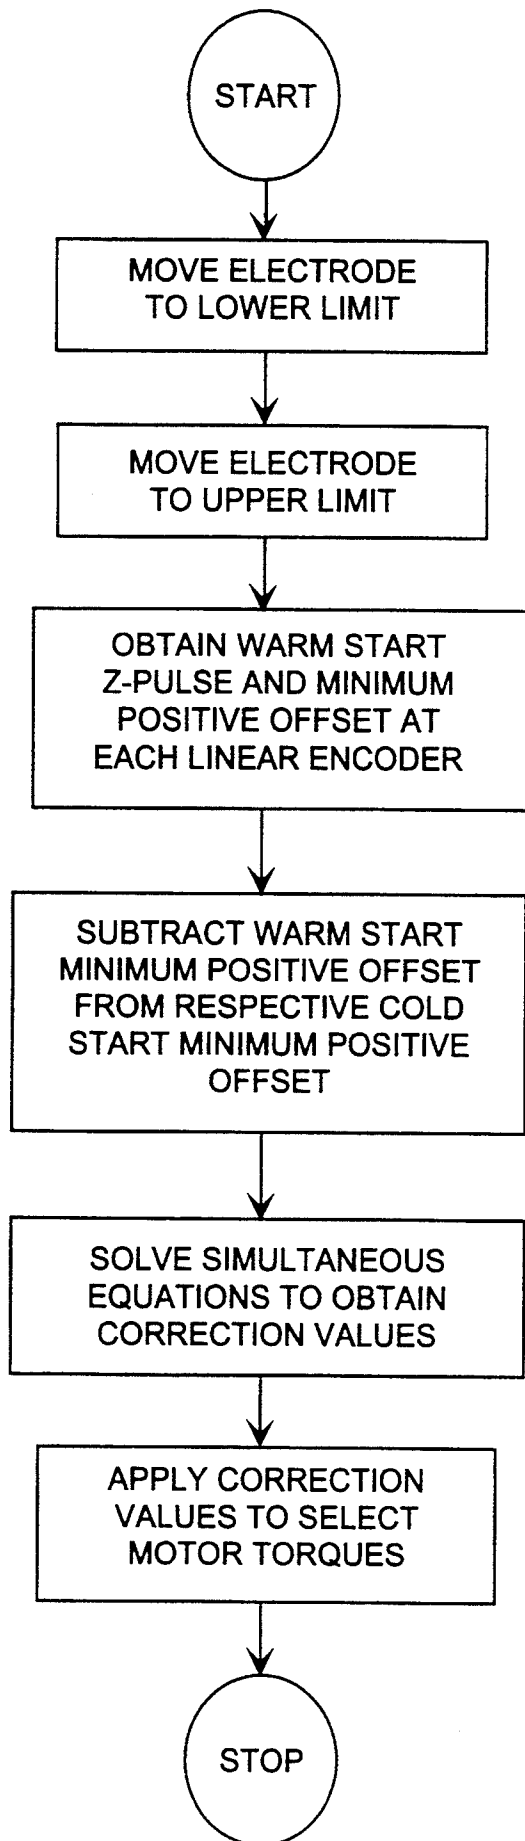 START
MOVE ELECTRODE
TO LOWER LIMIT
MOVE ELECTRODE
TO UPPER LIMIT
OBTAIN WARM START
Z-PULSE AND MINIMUM
POSITIVE OFFSET AT
EACH LINEAR ENCODER
SUBTRACT WARM START
MINIMUM POSITIVE OFFSET
FROM RESPECTIVE COLD
START MINIMUM POSITIVE
OFFSET
SOLVE SIMULTANEOUS
EQUATIONS TO OBTAIN
CORRECTION VALUES
APPLY CORRECTION
VALUES TO SELECT
MOTOR TORQUES
STOP